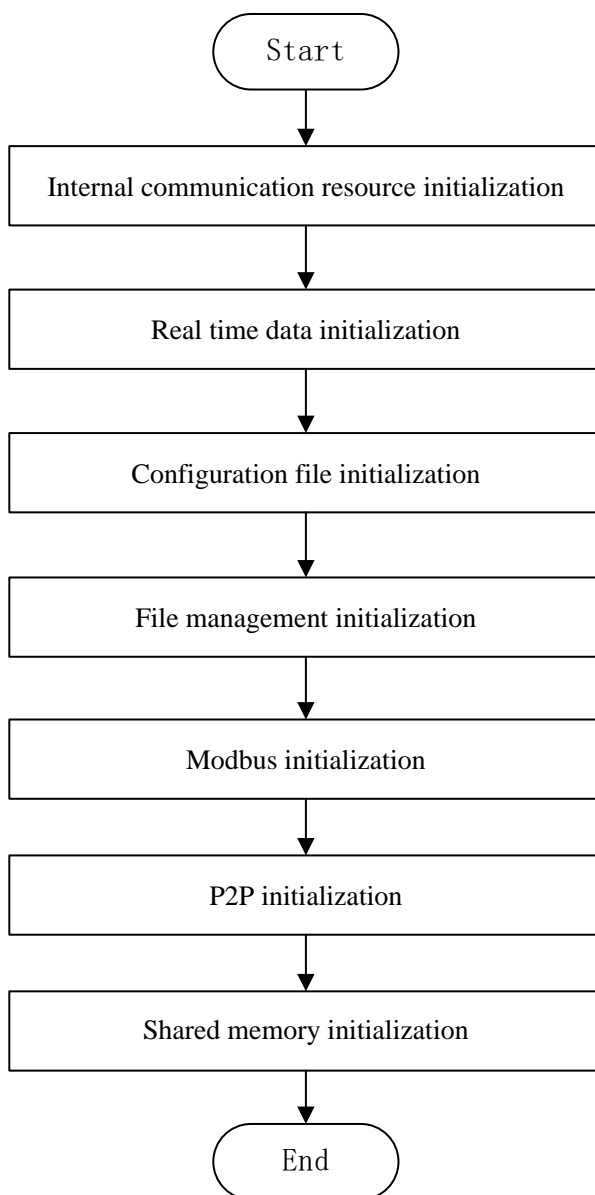 Start
Internal communication resource initialization
Real time data initialization
Configuration file initialization
File management initialization
Modbus initialization
P2P initialization
Shared memory initialization
End